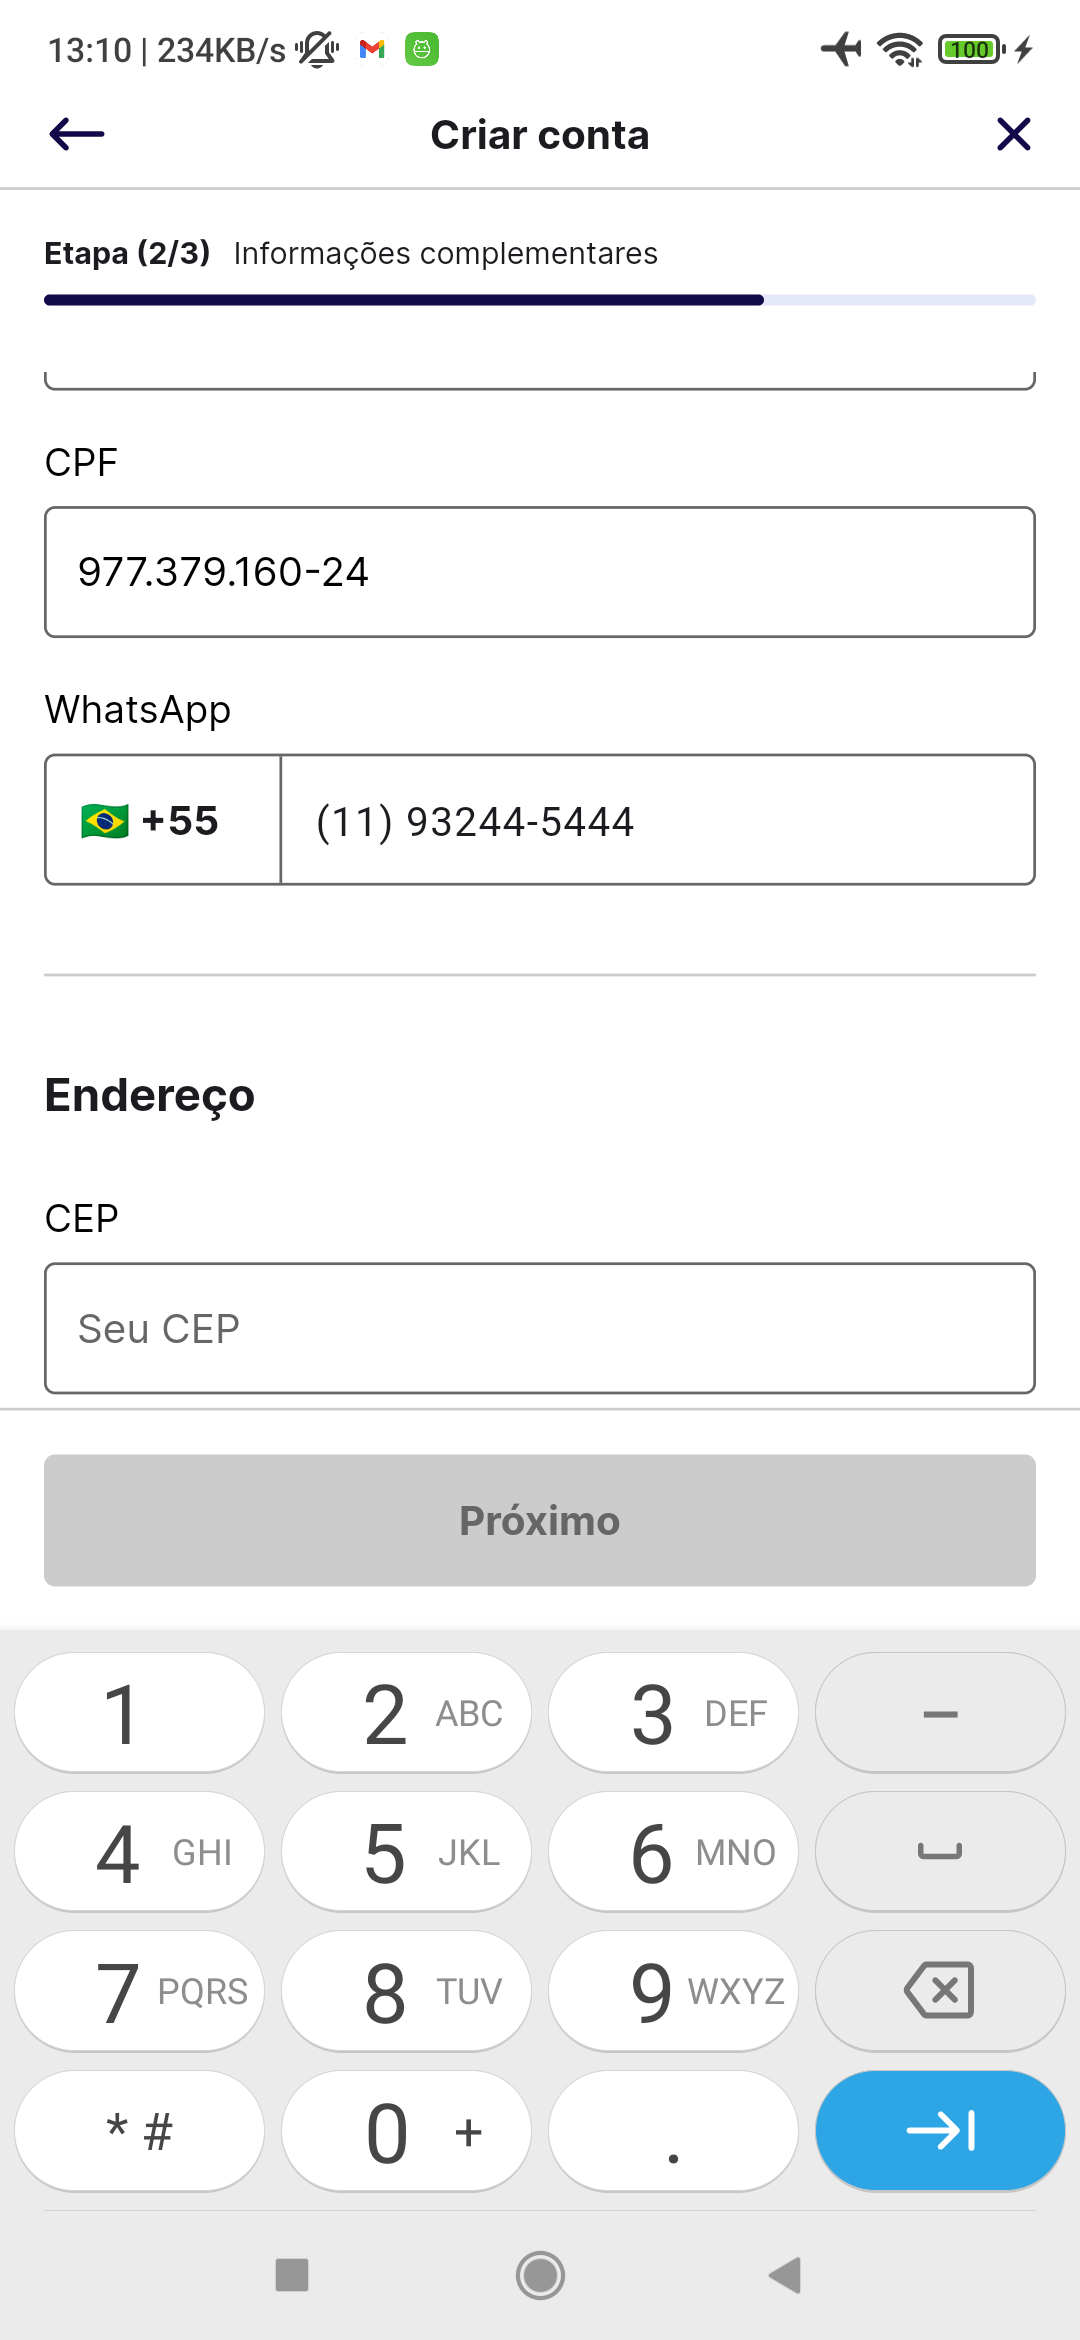 13:10 | 234KB/s
100
Criar conta
Etapa (2/3) Informações complementares
CPF
977.379.160-24
WhatsApp
+55 (11) 93244-5444
Endereço
CEP
Seu CEP
Próximo
1 2 ABC 3 DEF –
4 GHI 5 JKL 6 MNO
7 PQRS 8 TUV 9 WXYZ
* # 0 + .